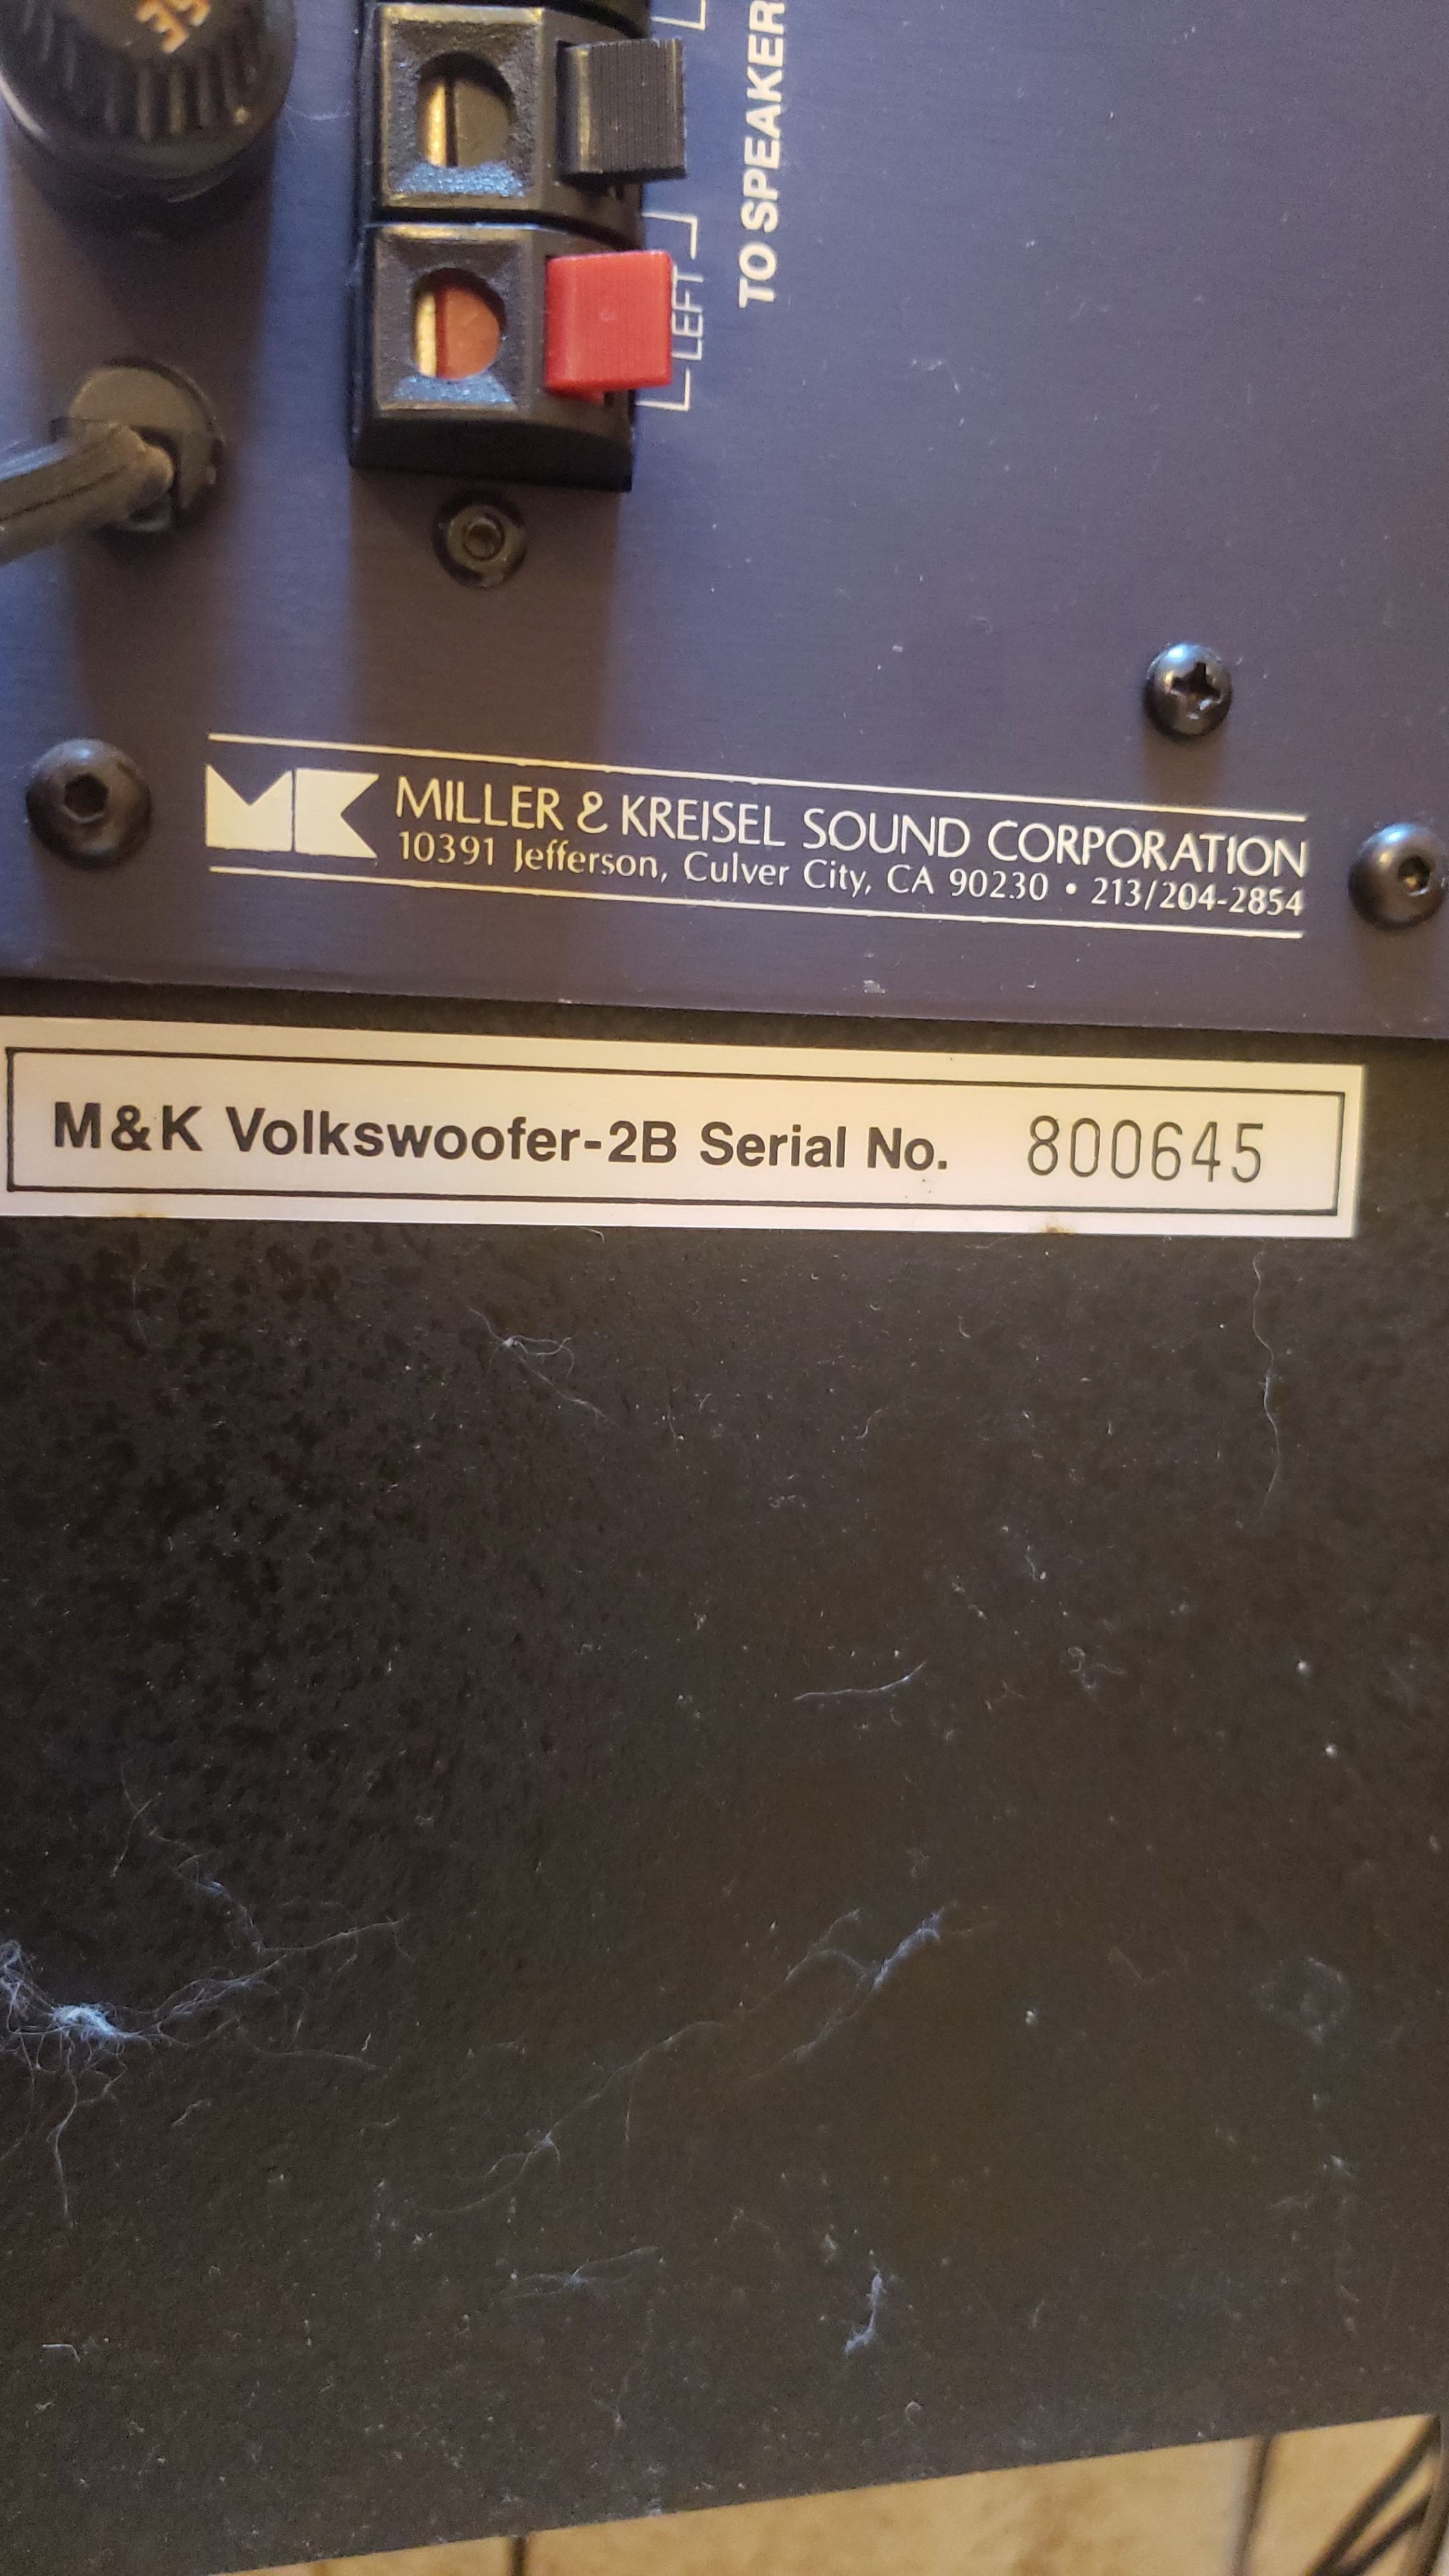 TO SPEAKER
LEFT
MK MILLER & KREISEL SOUND CORPORATION
10391 Jefferson, Culver City, CA 90230 • 213/204-2854
M&K Volkswoofer-2B Serial No. 800645